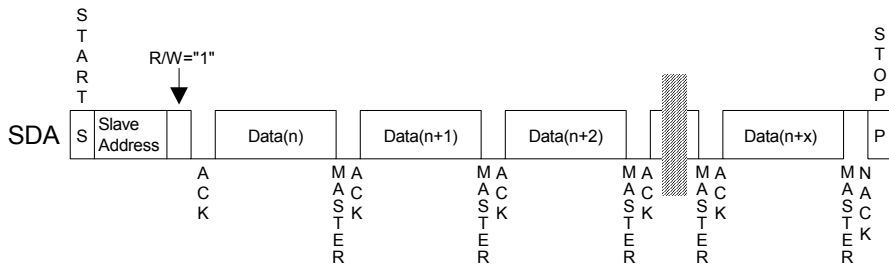 START
STOP
R/W="1"
SDA
S
Slave Address
Data(n)
Data(n+1)
Data(n+2)
Data(n+x)
P
ACK
MASTER ACK
MASTER ACK
MASTER ACK
MASTER ACK
MASTER NACK